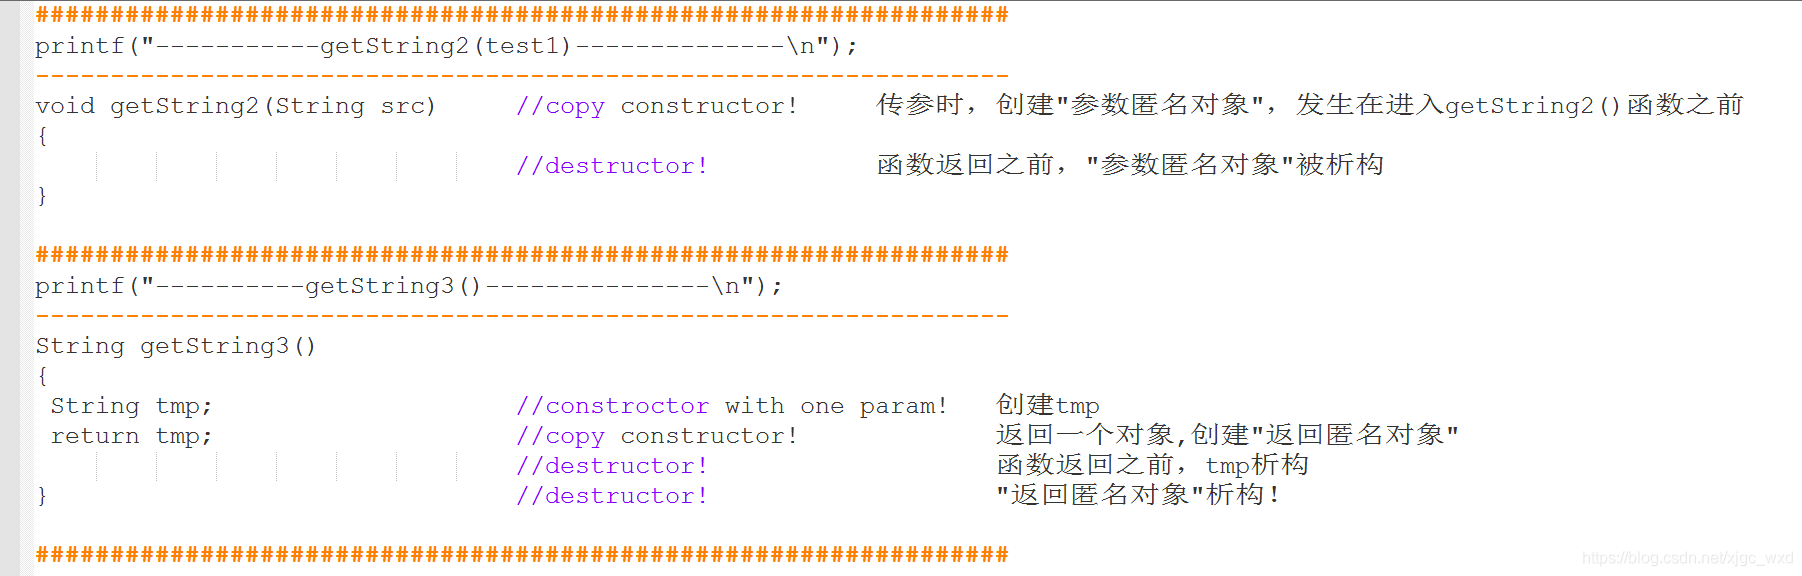 #################################################################
printf("-----------getString2(test1)--------------\n");
-----------------------------------------------------------------
void getString2(String src) //copy constructor! 传参时，创建"参数匿名对象"，发生在进入getString2()函数之前
{
//destructor! 函数返回之前，"参数匿名对象"被析构
}
#################################################################
printf("----------getString3()---------------\n");
-----------------------------------------------------------------
String getString3()
{
String tmp; //constroctor with one param! 创建tmp
return tmp; //copy constructor! 返回一个对象,创建"返回匿名对象"
//destructor! 函数返回之前，tmp析构
} //destructor! "返回匿名对象"析构！
#################################################################
https://blog.csdn.net/xjgc_wxd